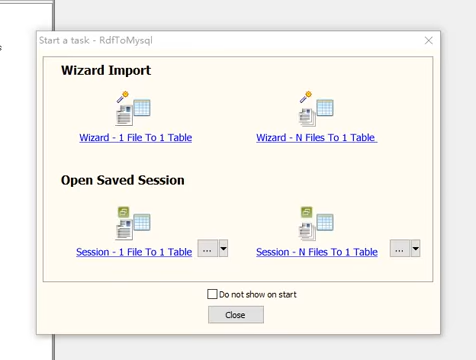 Start a task - RdfToMysql
Wizard Import
Wizard - 1 File To 1 Table
Wizard - N Files To 1 Table
Open Saved Session
Session - 1 File To 1 Table
...
Session - N Files To 1 Table
...
Do not show on start
Close